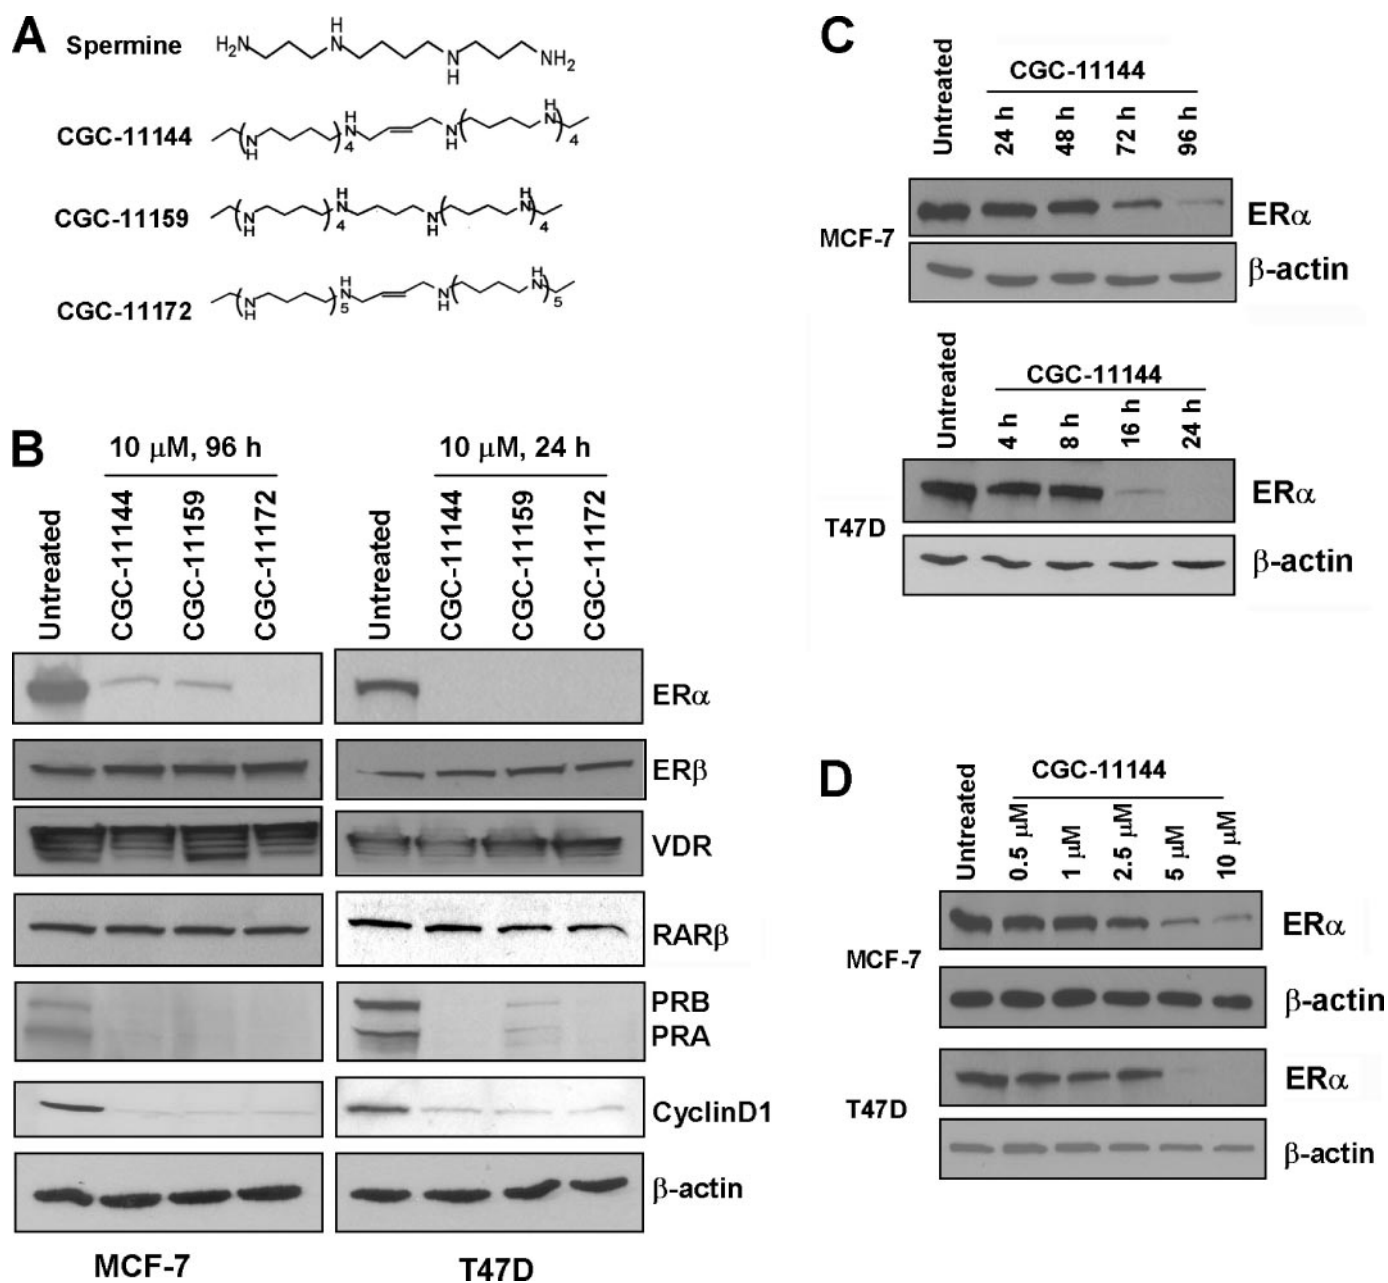 A
Spermine
H2N
H
N
N
H
NH2
CGC-11144
N
H
4
H
N
N
H
H
N
4
CGC-11159
N
H
4
H
N
N
H
H
N
4
CGC-11172
N
H
5
H
N
N
H
H
N
5
B
10 μM, 96 h
10 μM, 24 h
Untreated
CGC-11144
CGC-11159
CGC-11172
Untreated
CGC-11144
CGC-11159
CGC-11172
ERα
ERβ
VDR
RARβ
PRB
PRA
CyclinD1
β-actin
MCF-7
T47D
C
Untreated
CGC-11144
24 h
48 h
72 h
96 h
MCF-7
ERα
β-actin
Untreated
CGC-11144
4 h
8 h
16 h
24 h
T47D
ERα
β-actin
D
Untreated
CGC-11144
0.5 μM
1 μM
2.5 μM
5 μM
10 μM
MCF-7
ERα
β-actin
T47D
ERα
β-actin